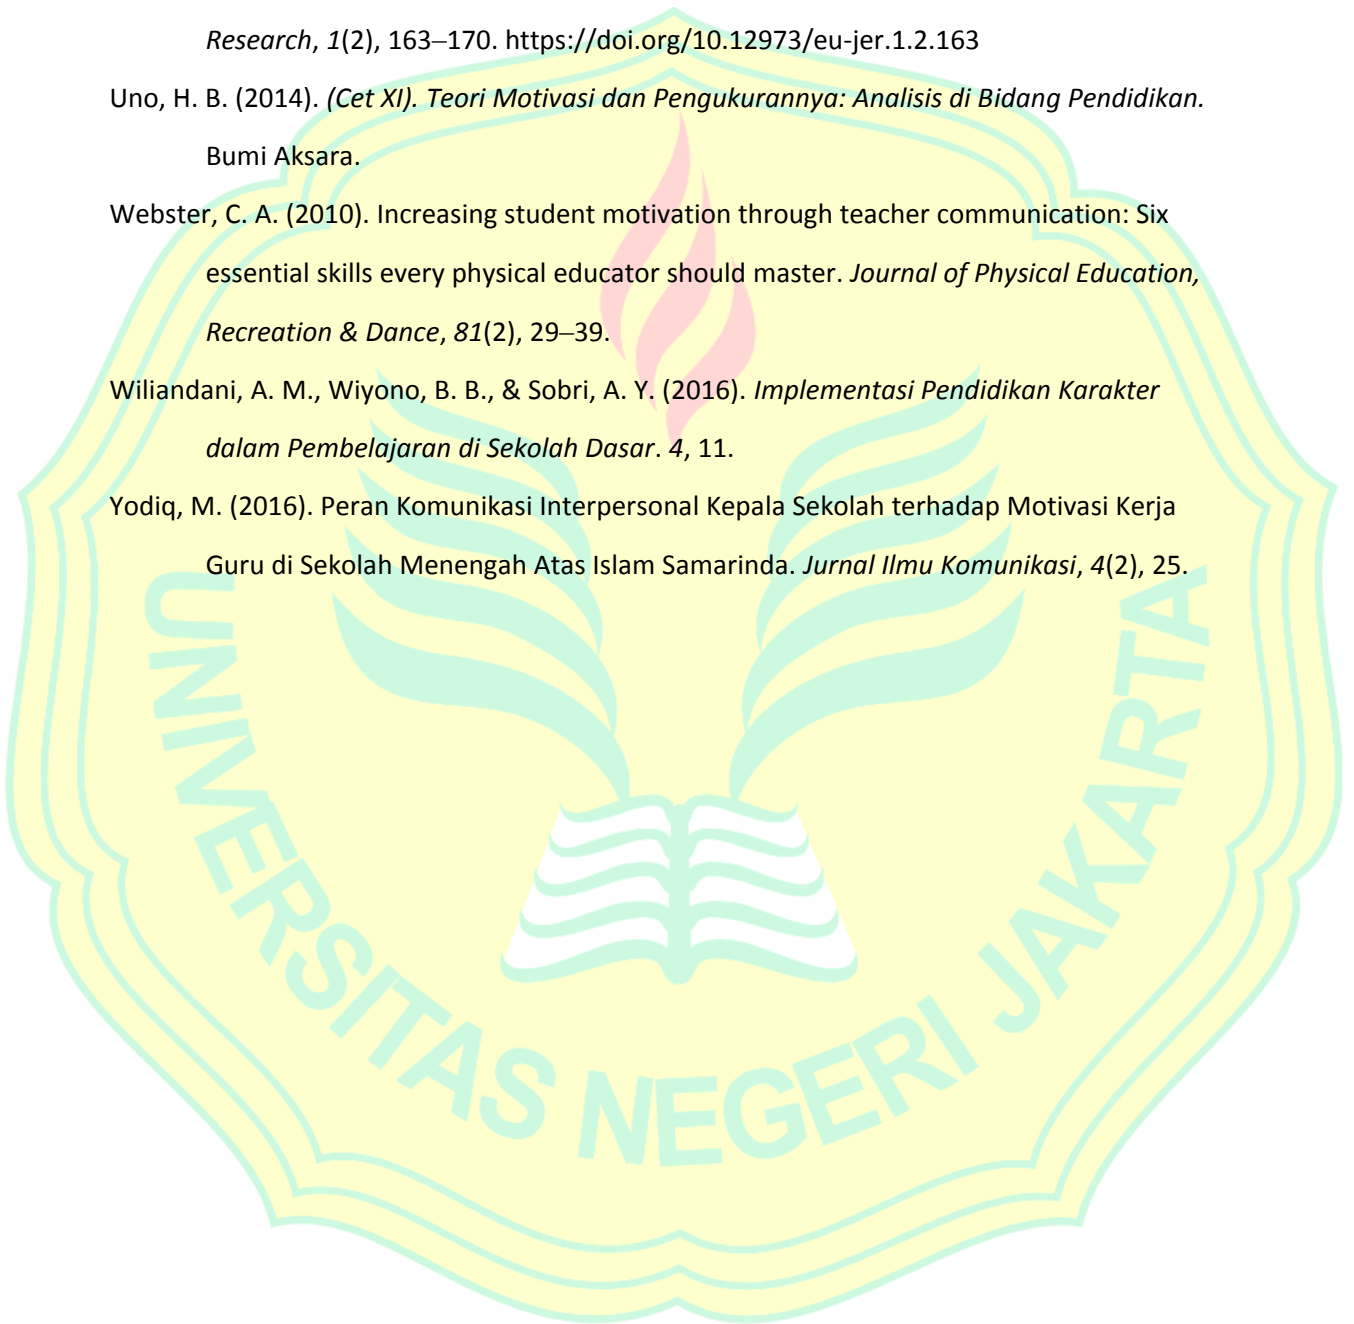 Research, 1(2), 163–170. https://doi.org/10.12973/eu-jer.1.2.163
Uno, H. B. (2014). (Cet XI). Teori Motivasi dan Pengukurannya: Analisis di Bidang Pendidikan.
Bumi Aksara.
Webster, C. A. (2010). Increasing student motivation through teacher communication: Six
essential skills every physical educator should master. Journal of Physical Education,
Recreation & Dance, 81(2), 29–39.
Wiliandani, A. M., Wiyono, B. B., & Sobri, A. Y. (2016). Implementasi Pendidikan Karakter
dalam Pembelajaran di Sekolah Dasar. 4, 11.
Yodiq, M. (2016). Peran Komunikasi Interpersonal Kepala Sekolah terhadap Motivasi Kerja
Guru di Sekolah Menengah Atas Islam Samarinda. Jurnal Ilmu Komunikasi, 4(2), 25.
UNIVERSITAS NEGERI JAKARTA